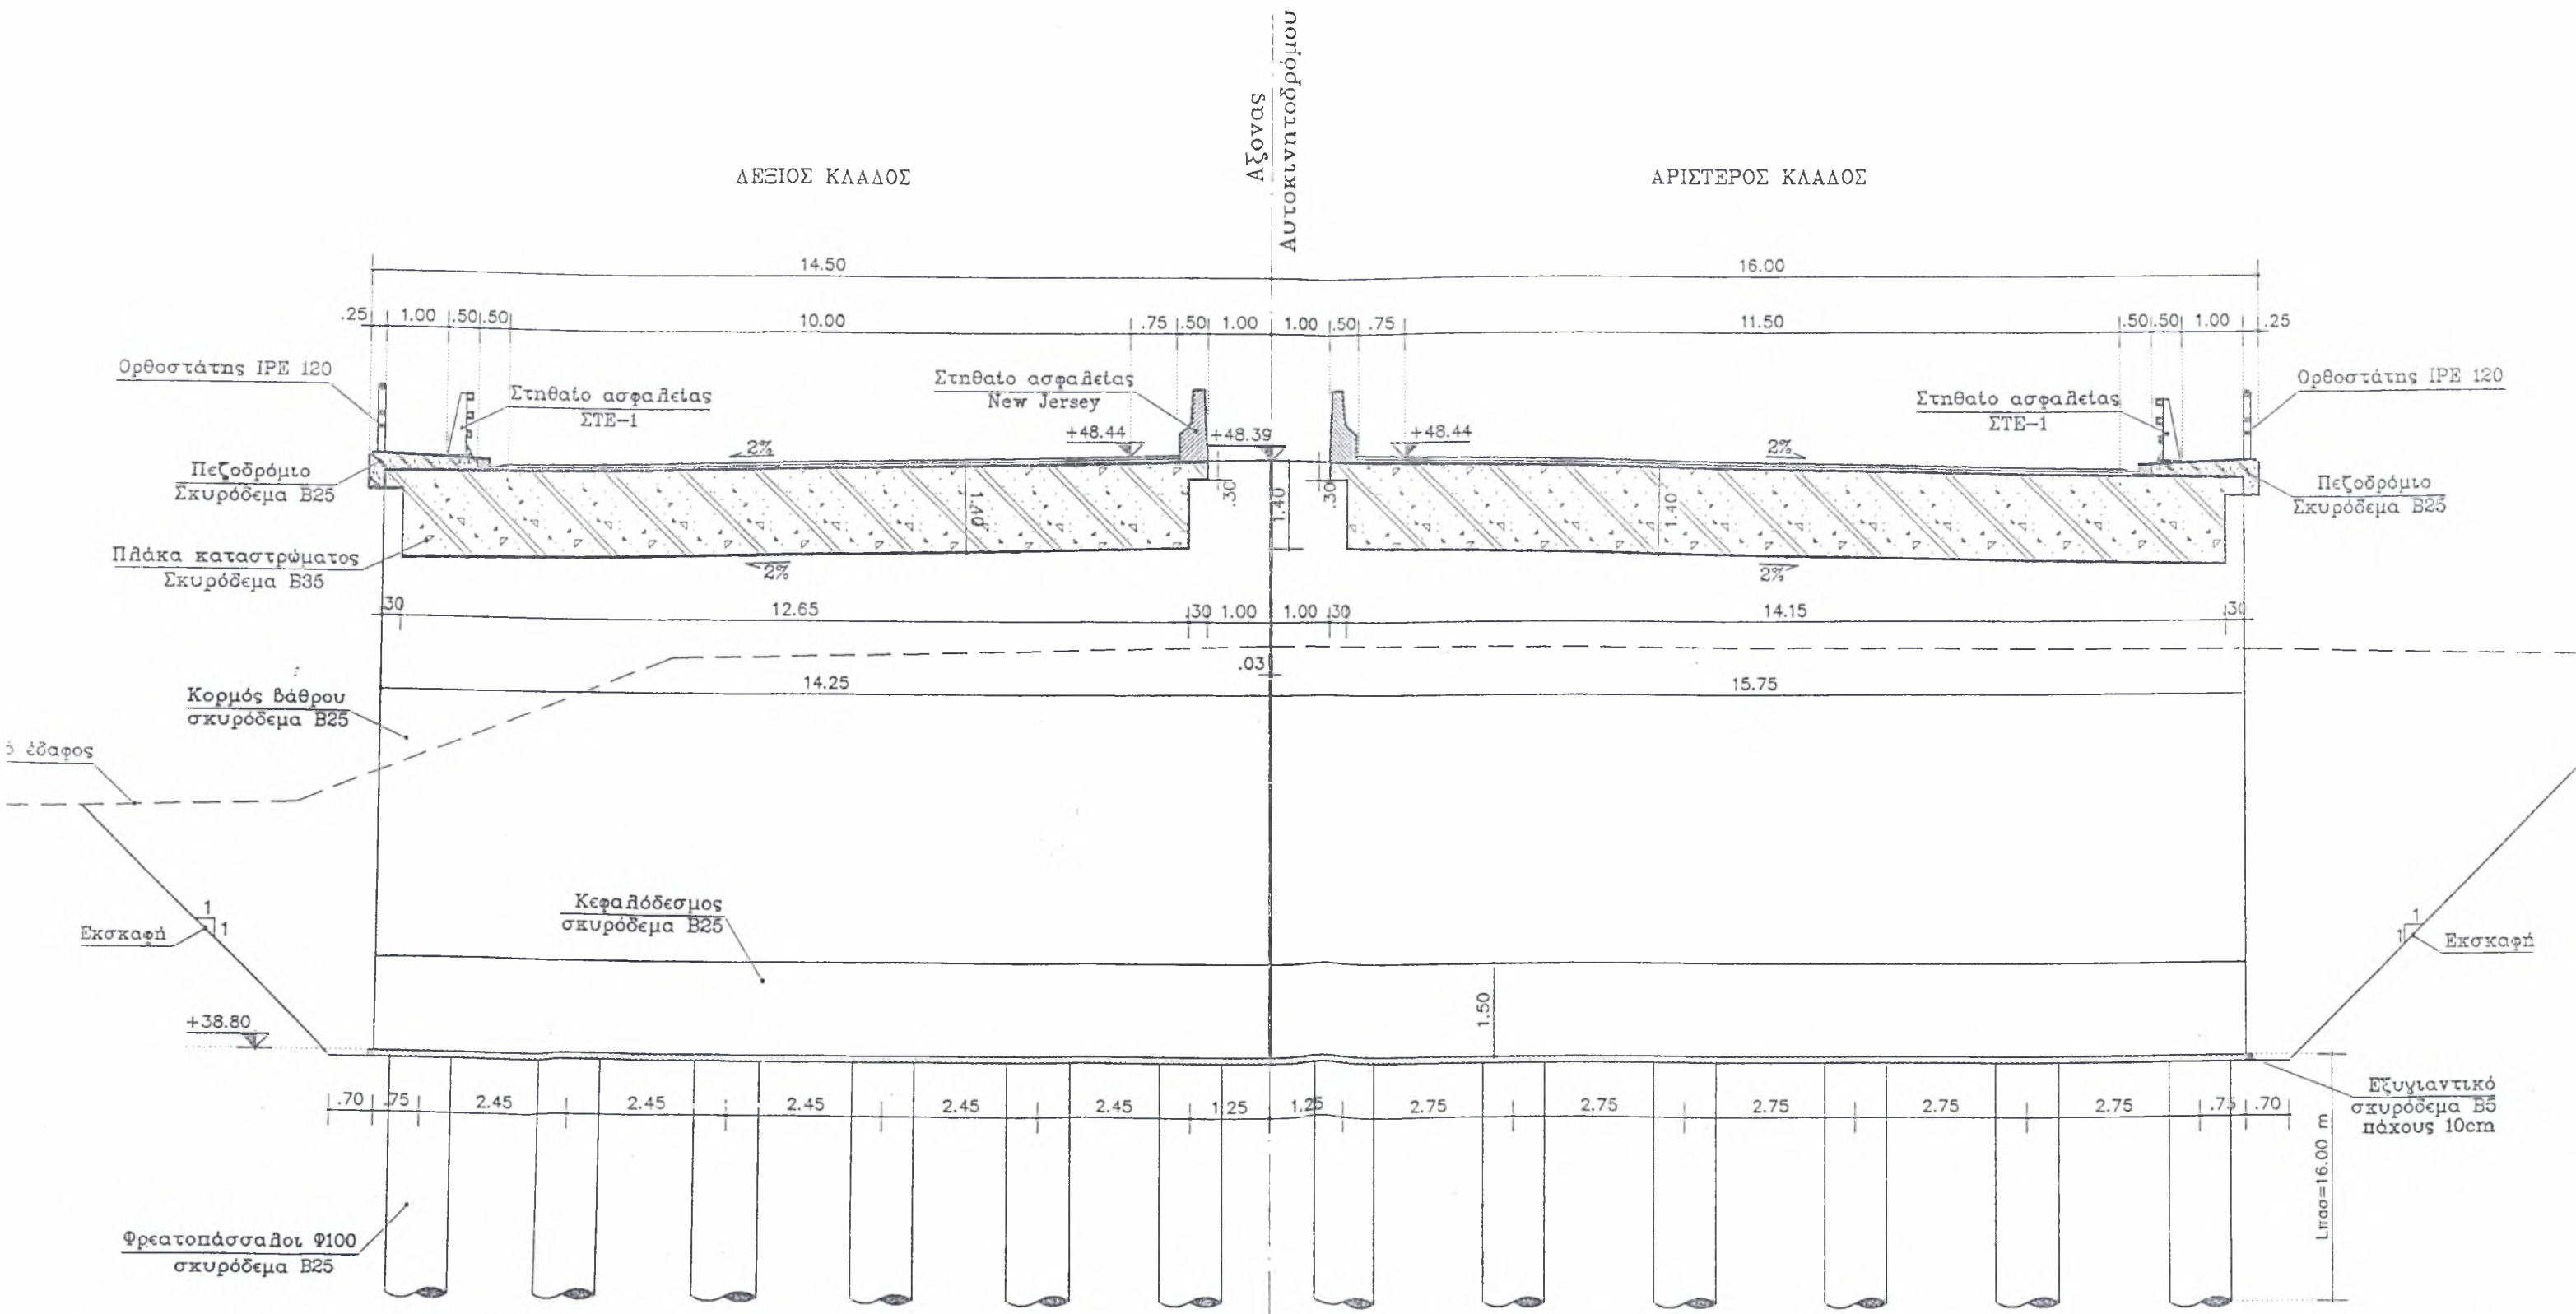 Αξονας
Αυτοκινητοδρόμου
ΔΕΞΙΟΣ ΚΛΑΔΟΣ
ΑΡΙΣΤΕΡΟΣ ΚΛΑΔΟΣ
14.50
16.00
.25 1.00 .50 .50 10.00 .75 .50 1.00 1.00 .50 .75 11.50 .50 .50 1.00 .25
Ορθοστάτης IPE 120
Στηθαίο ασφαλείας
ΣΤΕ-1
Στηθαίο ασφαλείας
New Jersey
Στηθαίο ασφαλείας
ΣΤΕ-1
Ορθοστάτης IPE 120
+48.44
+48.39
+48.44
2%
2%
Πεζοδρόμιο
Σκυρόδεμα B25
Πεζοδρόμιο
Σκυρόδεμα B25
1.40
.30
1.40
.30
1.40
Πλάκα καταστρώματος
Σκυρόδεμα B35
2%
2%
30 12.65 30 1.00 1.00 30 14.15 30
.03
14.25
15.75
Κορμός βάθρου
σκυρόδεμα B25
ό έδαφος
1
1
Εκσκαφή
Κεφαλόδεσμος
σκυρόδεμα B25
1
1
Εκσκαφή
+38.80
1.50
.70 .75 2.45 2.45 2.45 2.45 2.45 1.25 1.25 2.75 2.75 2.75 2.75 2.75 .75 .70
Εξυγιαντικό
σκυρόδεμα B5
πάχους 10cm
Lπασ=16.00 m
Φρεατοπάσσαλοι Φ100
σκυρόδεμα B25